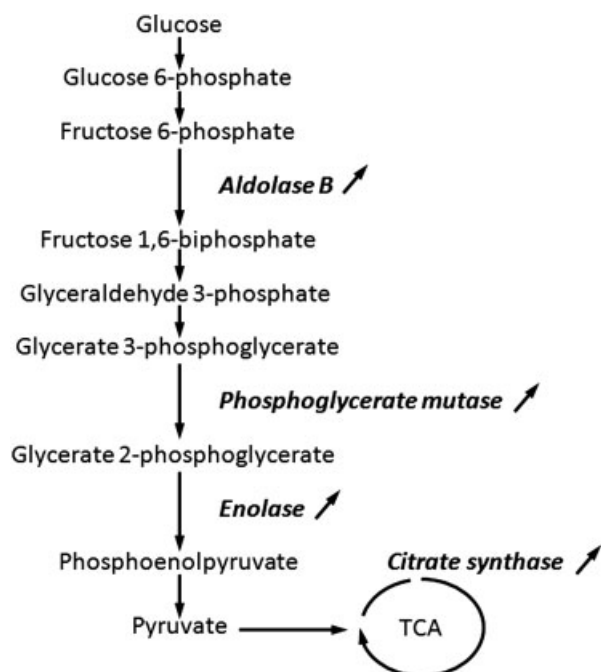 Glucose
Glucose 6-phosphate
Fructose 6-phosphate
Aldolase B
Fructose 1,6-biphosphate
Glyceraldehyde 3-phosphate
Glycerate 3-phosphoglycerate
Phosphoglycerate mutase
Glycerate 2-phosphoglycerate
Enolase
Phosphoenolpyruvate
Citrate synthase
Pyruvate
TCA